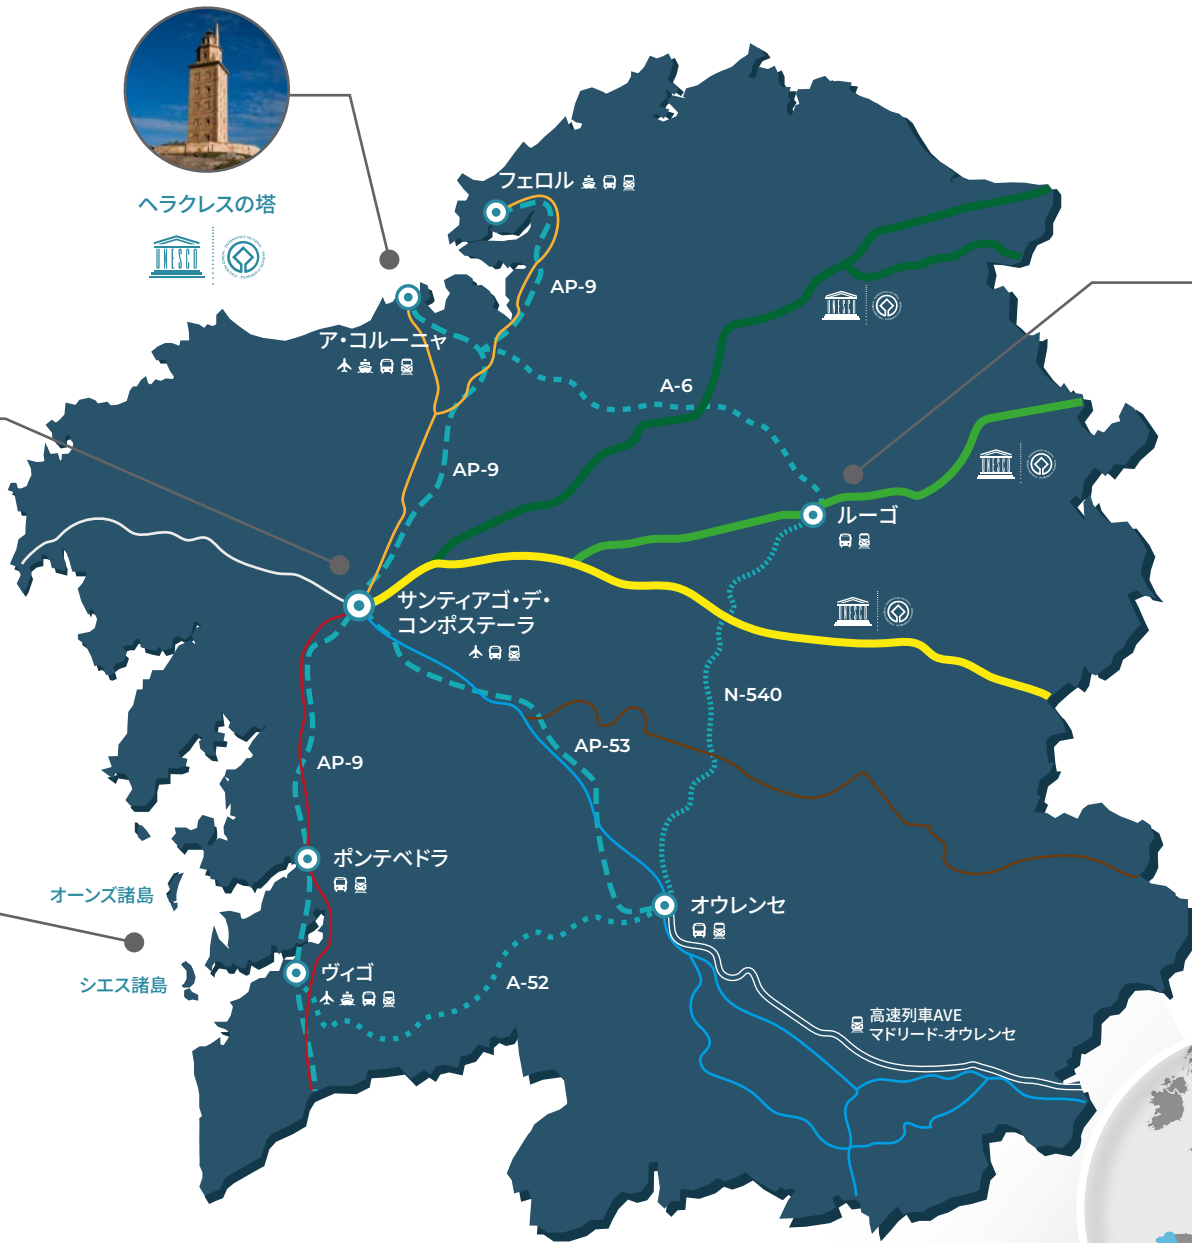 フェロル
ヘラクレスの塔
UNESCO
AP-9
UNESCO
ア・コルーニャ
A-6
AP-9
UNESCO
ルーゴ
サンティアゴ・デ・
コンポステーラ
UNESCO
N-540
AP-53
AP-9
ポンテベドラ
オーンズ諸島
オウレンセ
ヴィゴ
シエス諸島
A-52
高速列車AVE
マドリード-オウレンセ